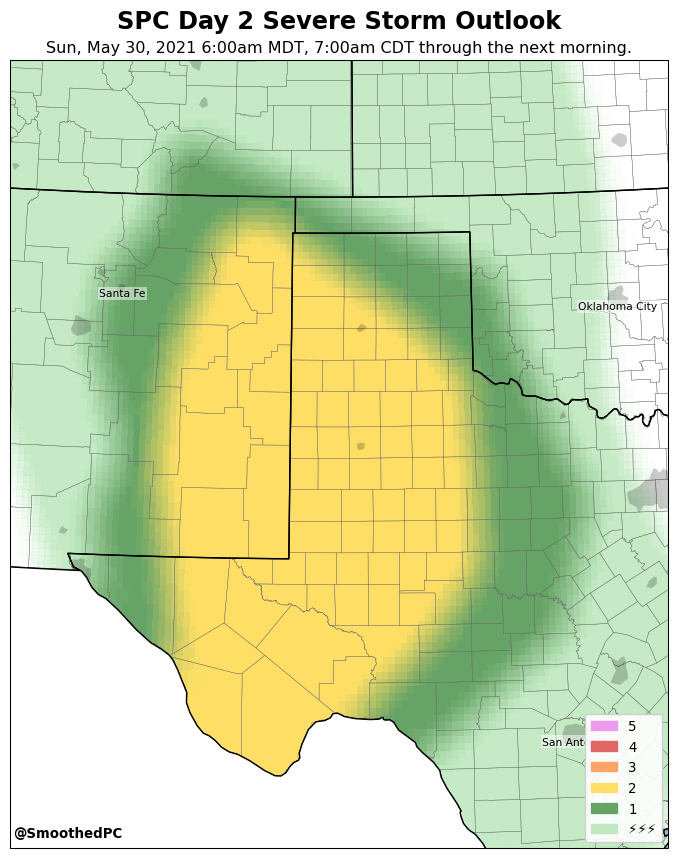 SPC Day 2 Severe Storm Outlook
Sun, May 30, 2021 6:00am MDT, 7:00am CDT through the next morning.
Santa Fe
Oklahoma City
San Anto
5
4
3
2
1
⚡⚡⚡
@SmoothedPC